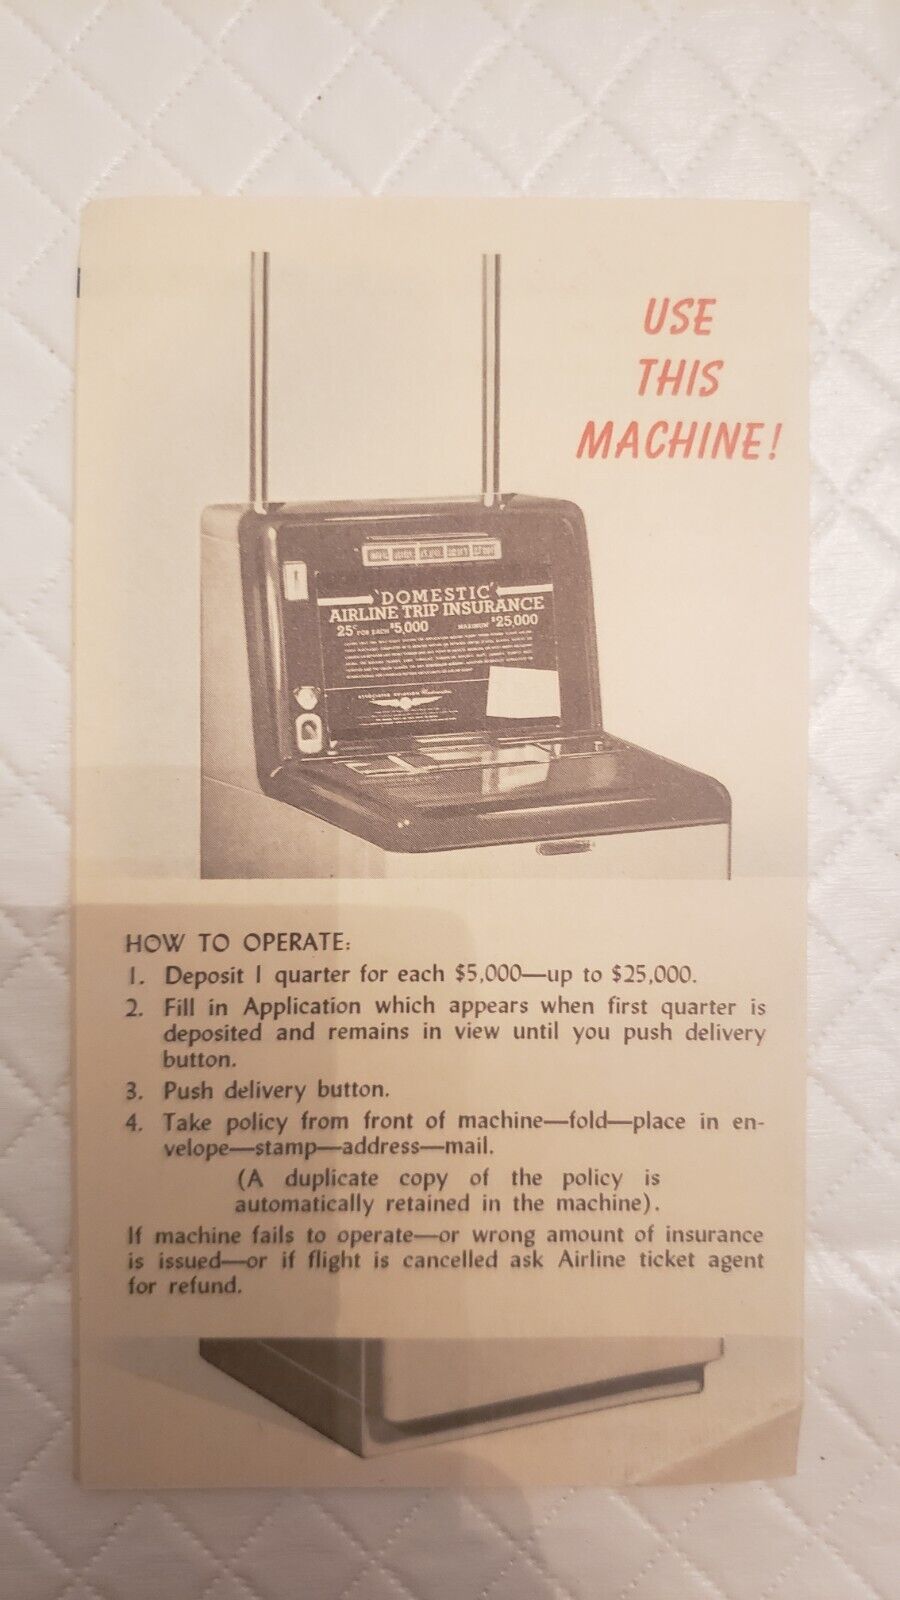 USE
THIS
MACHINE!
'DOMESTIC'
AIRLINE TRIP INSURANCE
25¢ FOR EACH $5,000 MAXIMUM $25,000
ASSOCIATED AVIATION Underwriters
HOW TO OPERATE:
1. Deposit 1 quarter for each $5,000—up to $25,000.
2. Fill in Application which appears when first quarter is
deposited and remains in view until you push delivery
button.
3. Push delivery button.
4. Take policy from front of machine—fold—place in en-
velope—stamp—address—mail.
(A duplicate copy of the policy is
automatically retained in the machine).
If machine fails to operate—or wrong amount of insurance
is issued—or if flight is cancelled ask Airline ticket agent
for refund.